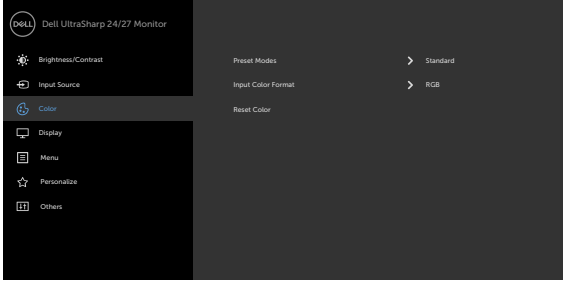 DELL Dell UltraSharp 24/27 Monitor
Brightness/Contrast
Preset Modes Standard
Input Source
Input Color Format RGB
Color
Reset Color
Display
Menu
Personalize
Others